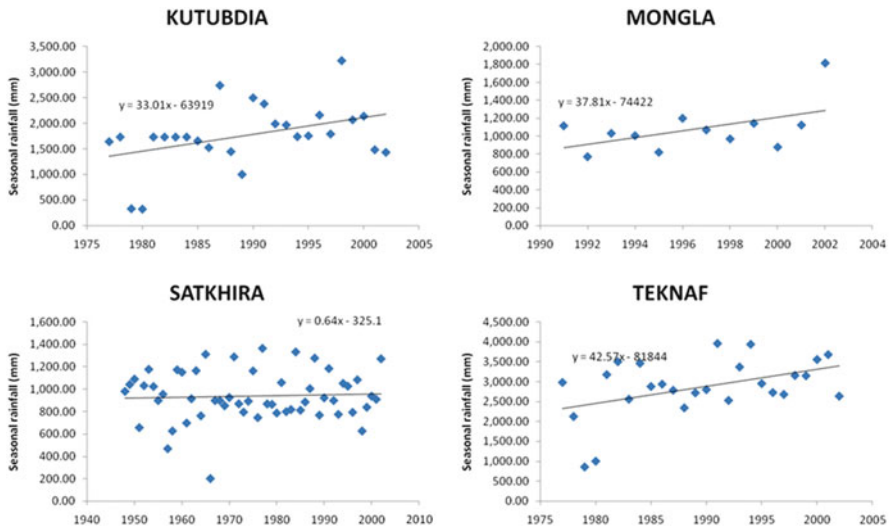 KUTUBDIA
Seasonal rainfall (mm)
3,500.00
3,000.00
2,500.00
2,000.00
1,500.00
1,000.00
500.00
0.00
y = 33.01x - 63919
1975 1980 1985 1990 1995 2000 2005
MONGLA
Seasonal rainfall (mm)
2,000.00
1,800.00
1,600.00
1,400.00
1,200.00
1,000.00
800.00
600.00
400.00
200.00
0.00
y = 37.81x - 74422
1990 1992 1994 1996 1998 2000 2002 2004
SATKHIRA
Seasonal rainfall (mm)
1,600.00
1,400.00
1,200.00
1,000.00
800.00
600.00
400.00
200.00
0.00
y = 0.64x - 325.1
1940 1950 1960 1970 1980 1990 2000 2010
TEKNAF
Seasonal rainfall (mm)
4,500.00
4,000.00
3,500.00
3,000.00
2,500.00
2,000.00
1,500.00
1,000.00
500.00
0.00
y = 42.57x - 81844
1975 1980 1985 1990 1995 2000 2005